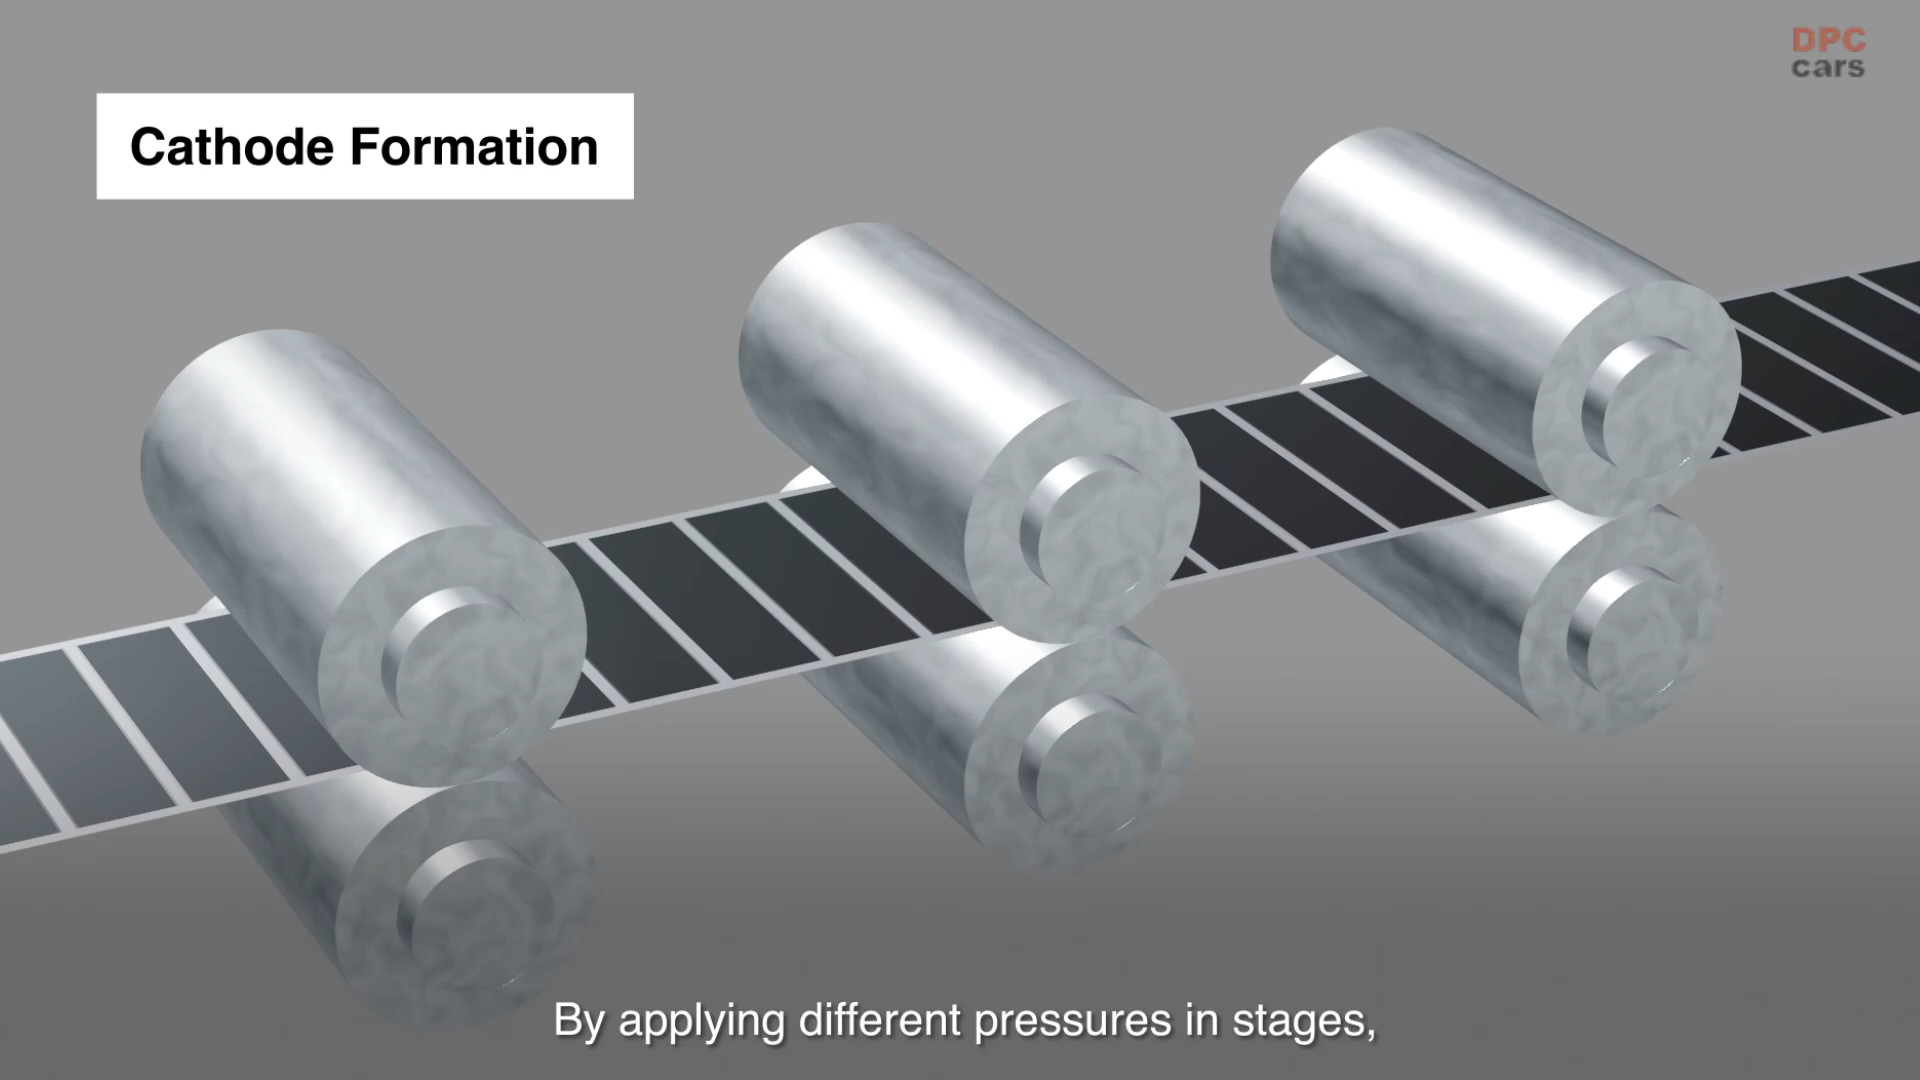 DPC
cars
Cathode Formation
By applying different pressures in stages,